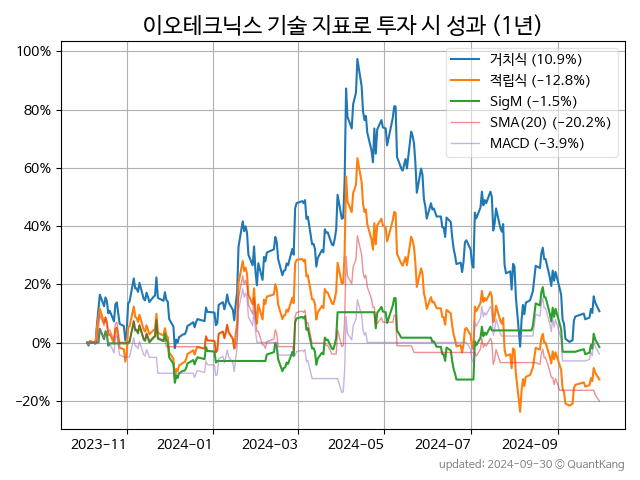 이오테크닉스 기술 지표로 투자 시 성과 (1년)
100%
80%
60%
40%
20%
0%
−20%
거치식 (10.9%)
적립식 (−12.8%)
SigM (−1.5%)
SMA(20) (−20.2%)
MACD (−3.9%)
2023-11
2024-01
2024-03
2024-05
2024-07
2024-09
updated: 2024-09-30 © QuantKang